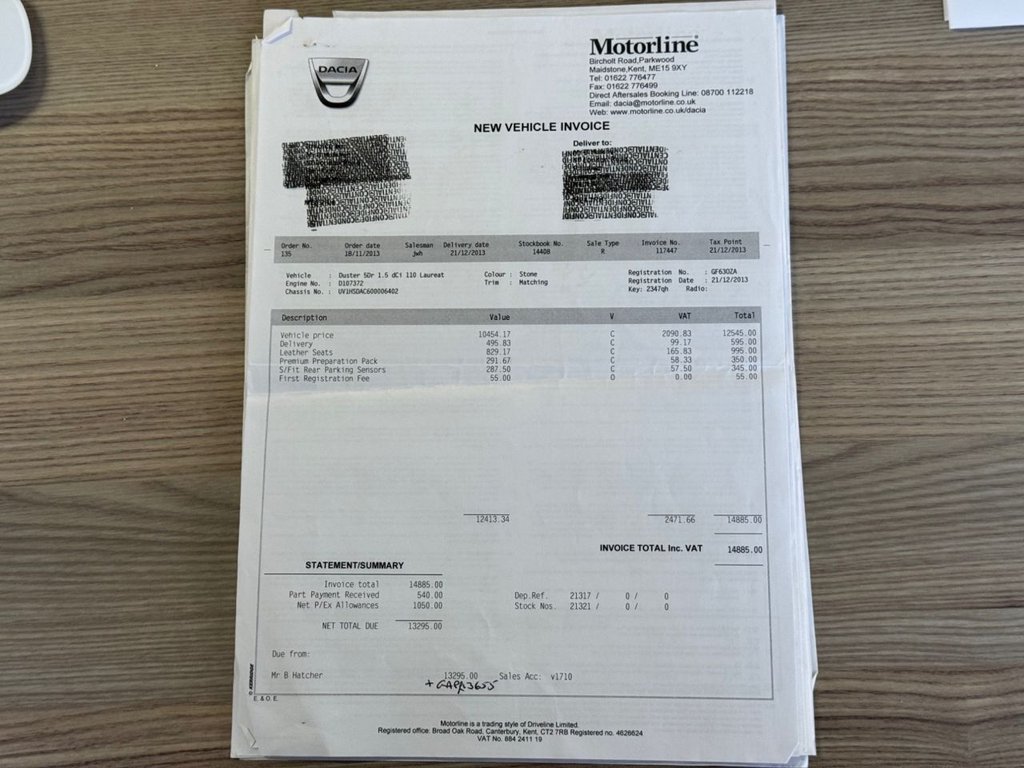 DACIA
Motorline
Bircholt Road,Parkwood
Maidstone,Kent, ME15 9XY
Tel: 01622 776477
Fax: 01622 776499
Direct Aftersales Booking Line: 08700 112218
Email: dacia@motorline.co.uk
Web: www.motorline.co.uk/dacia
NEW VEHICLE INVOICE
Deliver to:
Order No. Order date Salesman Delivery date Stockbook No. Sale Type Invoice No. Tax Point
135 18/11/2013 jwh 21/12/2013 14408 R 117447 21/12/2013
Vehicle : Duster 5Dr 1.5 dCi 110 Laureat Colour : Stone Registration No. : GF63OZA
Engine No. : D107372 Trim : Matching Registration Date : 21/12/2013
Chassis No. : UV1HSDAC600006402 Key: 2347qh Radio:
Description Value V VAT Total
Vehicle price 10454.17 C 2090.83 12545.00
Delivery 495.83 C 99.17 595.00
Leather Seats 829.17 C 165.83 995.00
Premium Preparation Pack 291.67 C 58.33 350.00
S/Fit Rear Parking Sensors 287.50 C 57.50 345.00
First Registration Fee 55.00 O 0.00 55.00
12413.34 2471.66 14885.00
INVOICE TOTAL Inc. VAT 14885.00
STATEMENT/SUMMARY
Invoice total 14885.00
Part Payment Received 540.00 Dep.Ref. 21317 / 0 / 0
Net P/Ex Allowances 1050.00 Stock Nos. 21321 / 0 / 0
NET TOTAL DUE 13295.00
Due from:
Mr B Hatcher 13295.00 Sales Acc: v1710
© KERRIDGE
E. & O. E.
Motorline is a trading style of Driveline Limited.
Registered office: Broad Oak Road, Canterbury, Kent, CT2 7RB Registered no. 4626624
VAT No. 884 2411 19